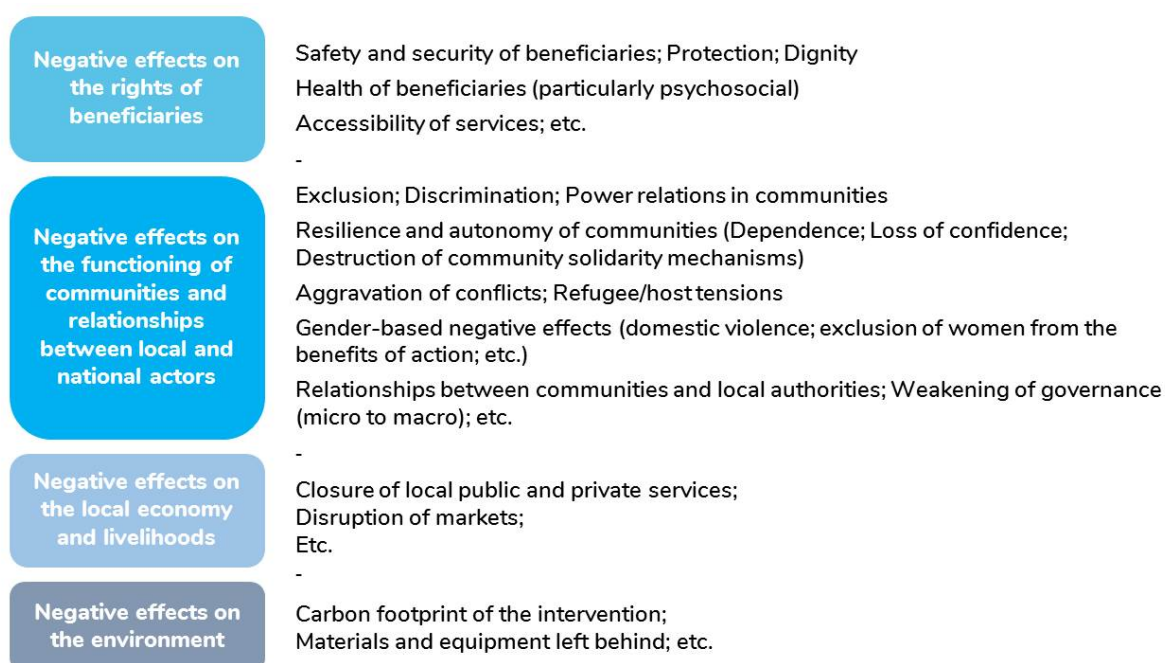 Negative effects on
the rights of
beneficiaries
Safety and security of beneficiaries; Protection; Dignity
Health of beneficiaries (particularly psychosocial)
Accessibility of services; etc.
-
Negative effects on
the functioning of
communities and
relationships
between local and
national actors
Exclusion; Discrimination; Power relations in communities
Resilience and autonomy of communities (Dependence; Loss of confidence;
Destruction of community solidarity mechanisms)
Aggravation of conflicts; Refugee/host tensions
Gender-based negative effects (domestic violence; exclusion of women from the
benefits of action; etc.)
Relationships between communities and local authorities; Weakening of governance
(micro to macro); etc.
-
Negative effects on
the local economy
and livelihoods
Closure of local public and private services;
Disruption of markets;
Etc.
-
Negative effects on
the environment
Carbon footprint of the intervention;
Materials and equipment left behind; etc.